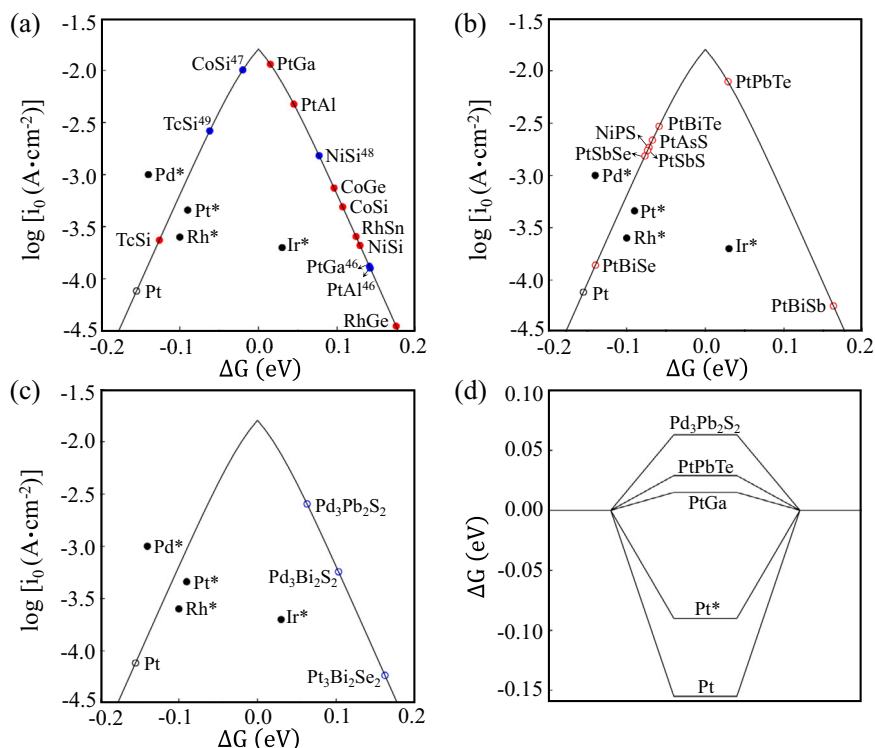 (a)
log [i₀ (A·cm⁻²)]
-1.5
-2.0
-2.5
-3.0
-3.5
-4.0
-4.5
CoSi⁴⁷
PtGa
PtAl
TcSi⁴⁹
NiSi⁴⁸
Pd*
CoGe
Pt*
CoSi
TcSi
Rh*
Ir*
RhSn
NiSi
PtGa⁴⁶
PtAl⁴⁶
Pt
RhGe
-0.2
-0.1
0.0
0.1
0.2
ΔG (eV)
(b)
log [i₀ (A·cm⁻²)]
-1.5
-2.0
-2.5
-3.0
-3.5
-4.0
-4.5
PtPbTe
PtBiTe
NiPS
PtAsS
PtSbSe
PtSbS
Pd*
Pt*
Rh*
Ir*
PtBiSe
Pt
PtBiSb
-0.2
-0.1
0.0
0.1
0.2
ΔG (eV)
(c)
log [i₀ (A·cm⁻²)]
-1.5
-2.0
-2.5
-3.0
-3.5
-4.0
-4.5
Pd₃Pb₂S₂
Pd*
Pd₃Bi₂S₂
Pt*
Rh*
Ir*
Pt
Pt₃Bi₂Se₂
-0.2
-0.1
0.0
0.1
0.2
ΔG (eV)
(d)
ΔG (eV)
0.10
0.05
0.00
-0.05
-0.10
-0.15
Pd₃Pb₂S₂
PtPbTe
PtGa
Pt*
Pt